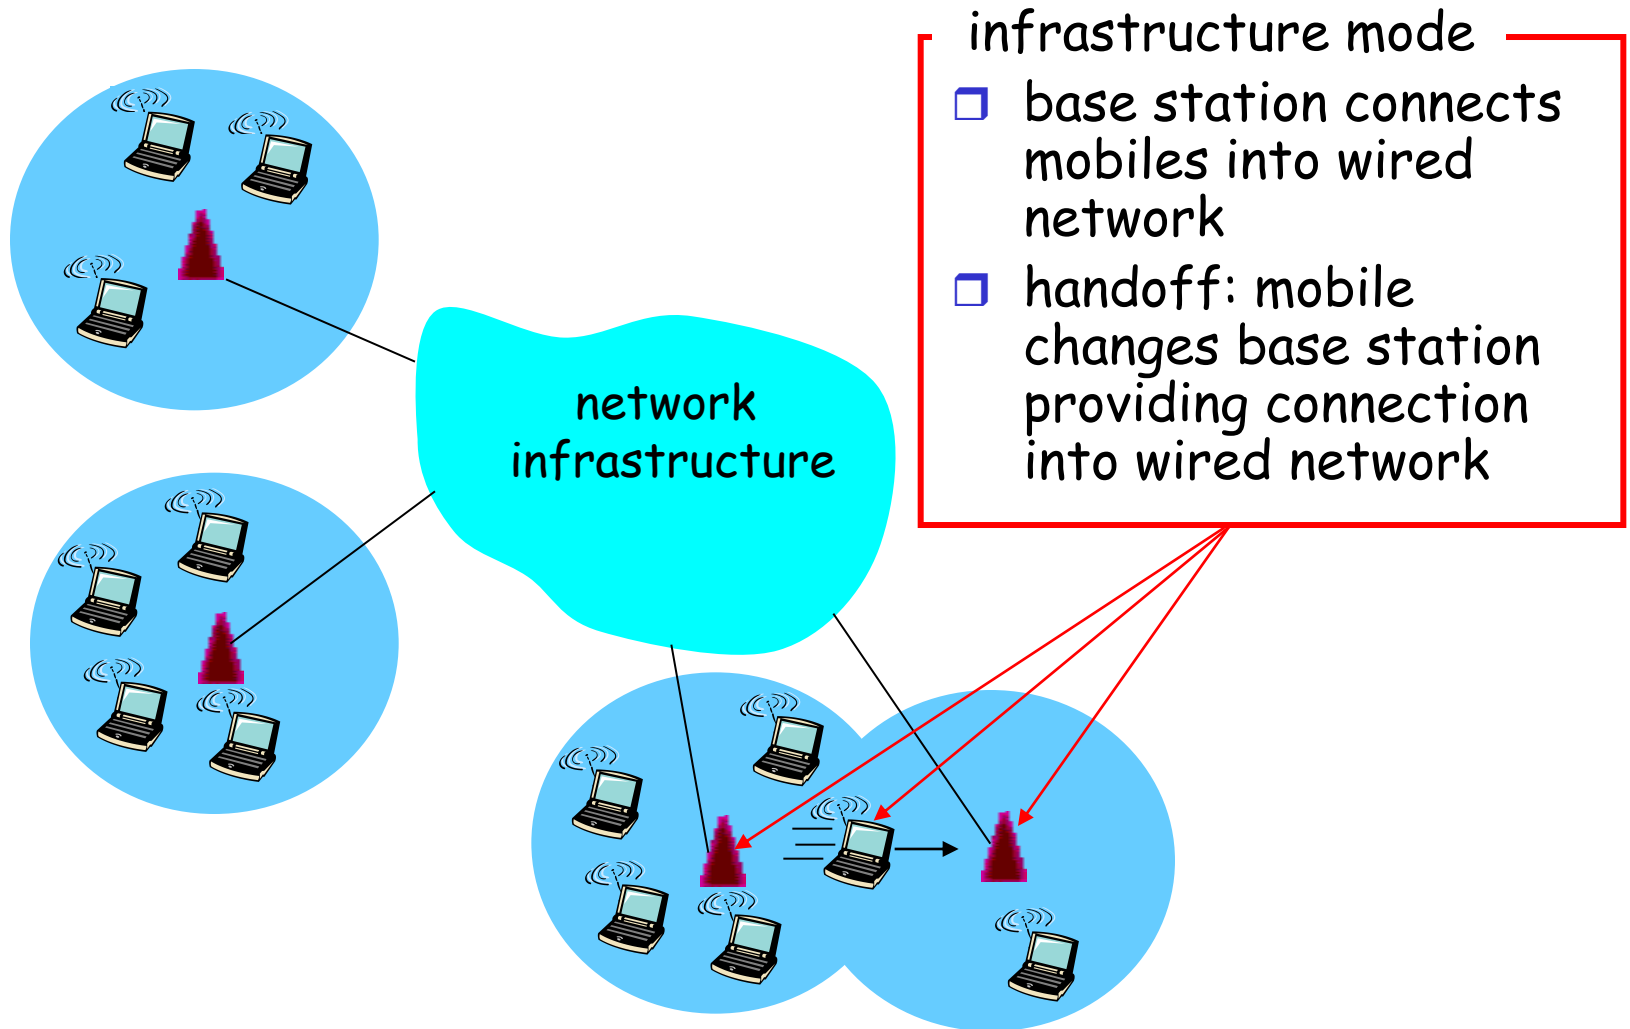 infrastructure mode
base station connects
mobiles into wired
network
handoff: mobile
changes base station
providing connection
into wired network
network
infrastructure